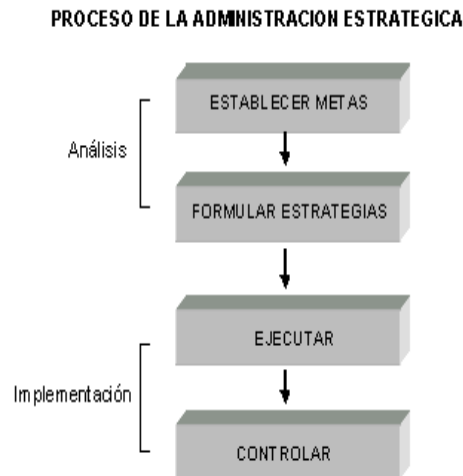 PROCESO DE LA ADMINISTRACION ESTRATEGICA
ESTABLECER METAS
Análisis
FORMULAR ESTRATEGIAS
EJECUTAR
Implementación
CONTROLAR